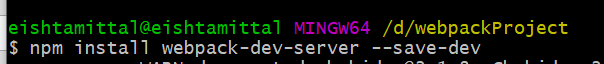 eishtamittal@eishtamittal MINGW64 /d/webpackProject
$ npm install webpack-dev-server --save-dev